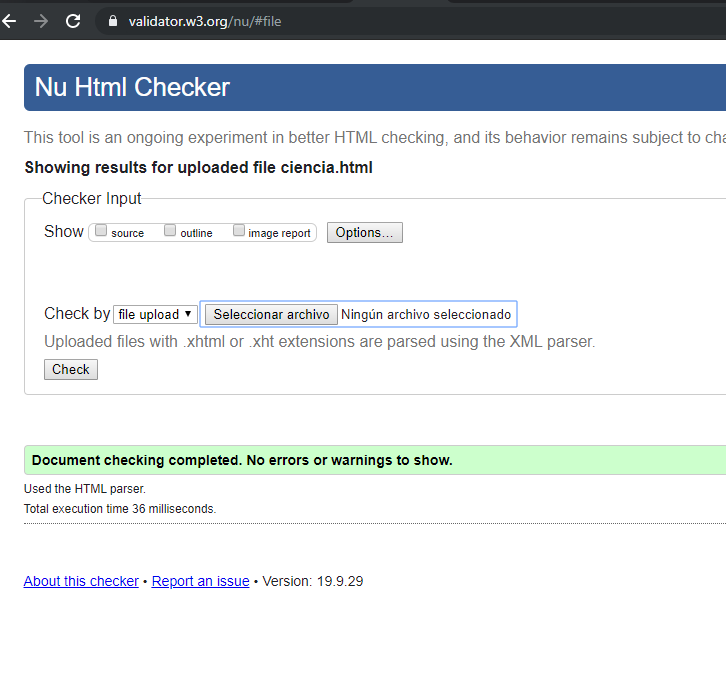 validator.w3.org/nu/#file
Nu Html Checker
This tool is an ongoing experiment in better HTML checking, and its behavior remains subject to
Showing results for uploaded file ciencia.html
Checker Input
Show source outline image report Options...
Check by file upload Seleccionar archivo Ningún archivo seleccionado
Uploaded files with .xhtml or .xht extensions are parsed using the XML parser.
Check
Document checking completed. No errors or warnings to show.
Used the HTML parser.
Total execution time 36 milliseconds.
About this checker • Report an issue • Version: 19.9.29